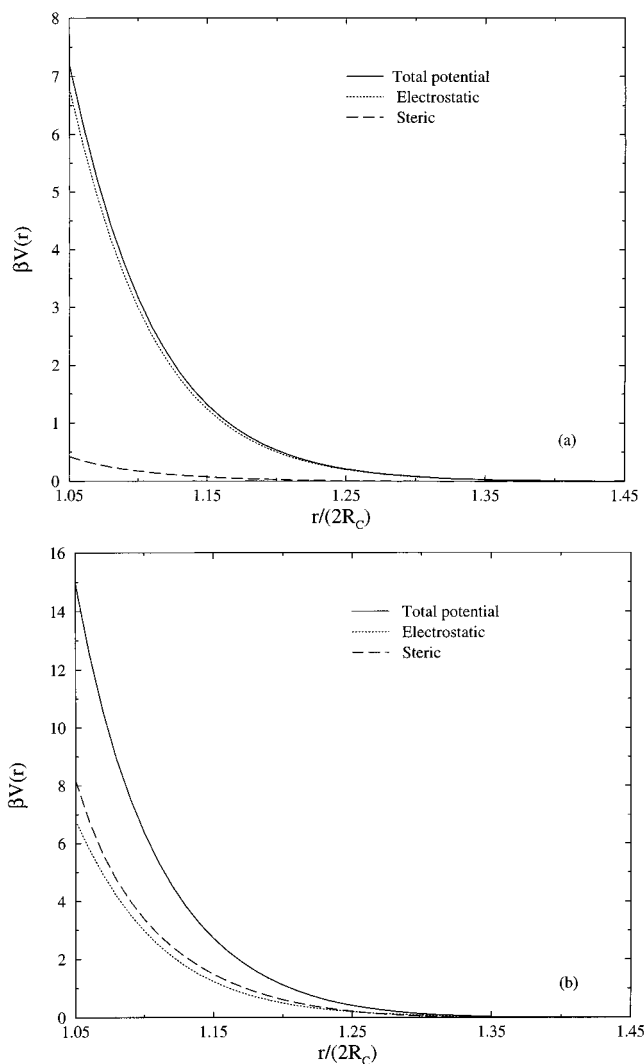 8
7
6
5
4
3
2
1
0
βV(r)
Total potential
Electrostatic
Steric
(a)
1.05 1.15 1.25 1.35 1.45
r/(2R_C)
16
14
12
10
8
6
4
2
0
βV(r)
Total potential
Electrostatic
Steric
(b)
1.05 1.15 1.25 1.35 1.45
r/(2R_C)